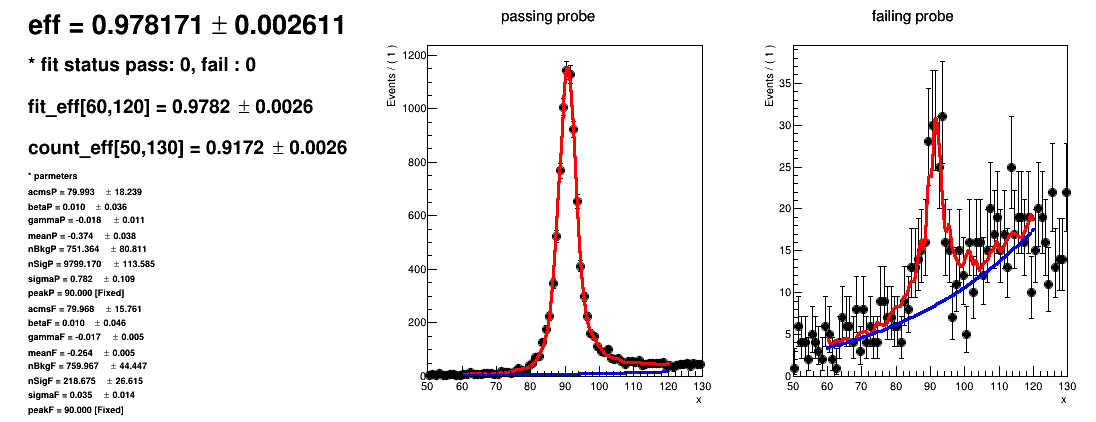 eff = 0.978171 ± 0.002611
* fit status pass: 0, fail : 0
fit_eff[60,120] = 0.9782 ± 0.0026
count_eff[50,130] = 0.9172 ± 0.0026
* parmeters
acmsP = 79.993 ± 18.239
betaP = 0.010 ± 0.036
gammaP = -0.018 ± 0.011
meanP = -0.374 ± 0.038
nBkgP = 751.364 ± 80.811
nSigP = 9799.170 ± 113.585
sigmaP = 0.782 ± 0.109
peakP = 90.000 [Fixed]
acmsF = 79.968 ± 15.761
betaF = 0.010 ± 0.046
gammaF = -0.017 ± 0.005
meanF = -0.264 ± 0.005
nBkgF = 759.967 ± 44.447
nSigF = 218.675 ± 26.615
sigmaF = 0.035 ± 0.014
peakF = 90.000 [Fixed]
passing probe
Events / ( 1 )
1200
1000
800
600
400
200
0
50 60 70 80 90 100 110 120 130
x
failing probe
Events / ( 1 )
35
30
25
20
15
10
5
0
50 60 70 80 90 100 110 120 130
x